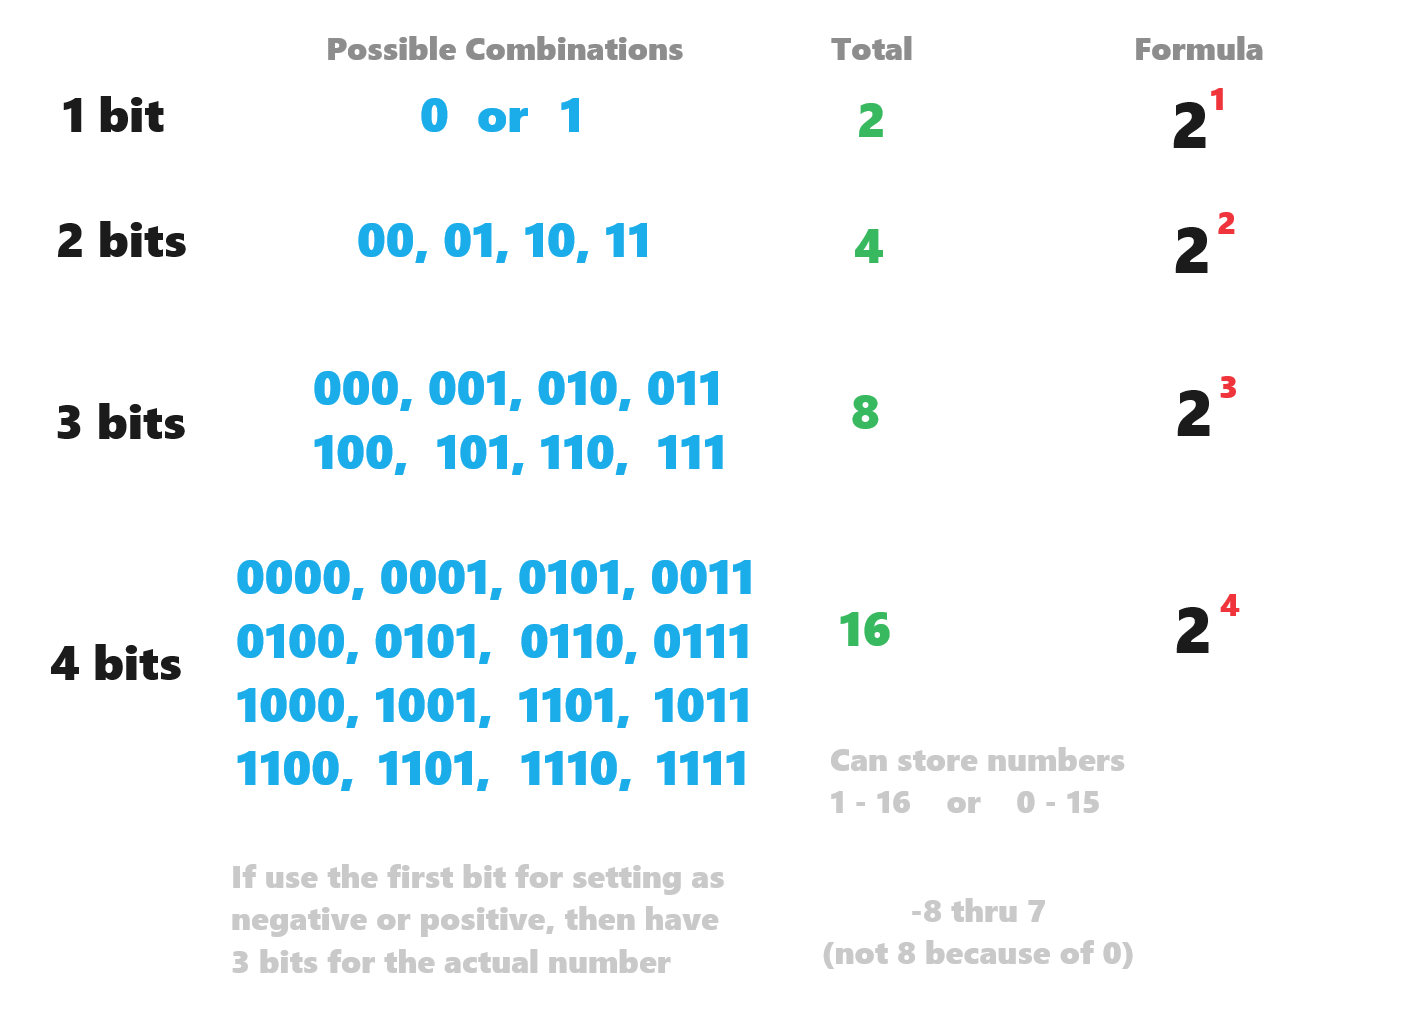 Possible Combinations Total Formula
1 bit 0 or 1 2 2^1
2 bits 00, 01, 10, 11 4 2^2
000, 001, 010, 011
3 bits 8 2^3
100, 101, 110, 111
0000, 0001, 0101, 0011
0100, 0101, 0110, 0111
4 bits 16 2^4
1000, 1001, 1101, 1011
1100, 1101, 1110, 1111
Can store numbers
1 - 16 or 0 - 15
If use the first bit for setting as
negative or positive, then have
3 bits for the actual number
-8 thru 7
(not 8 because of 0)